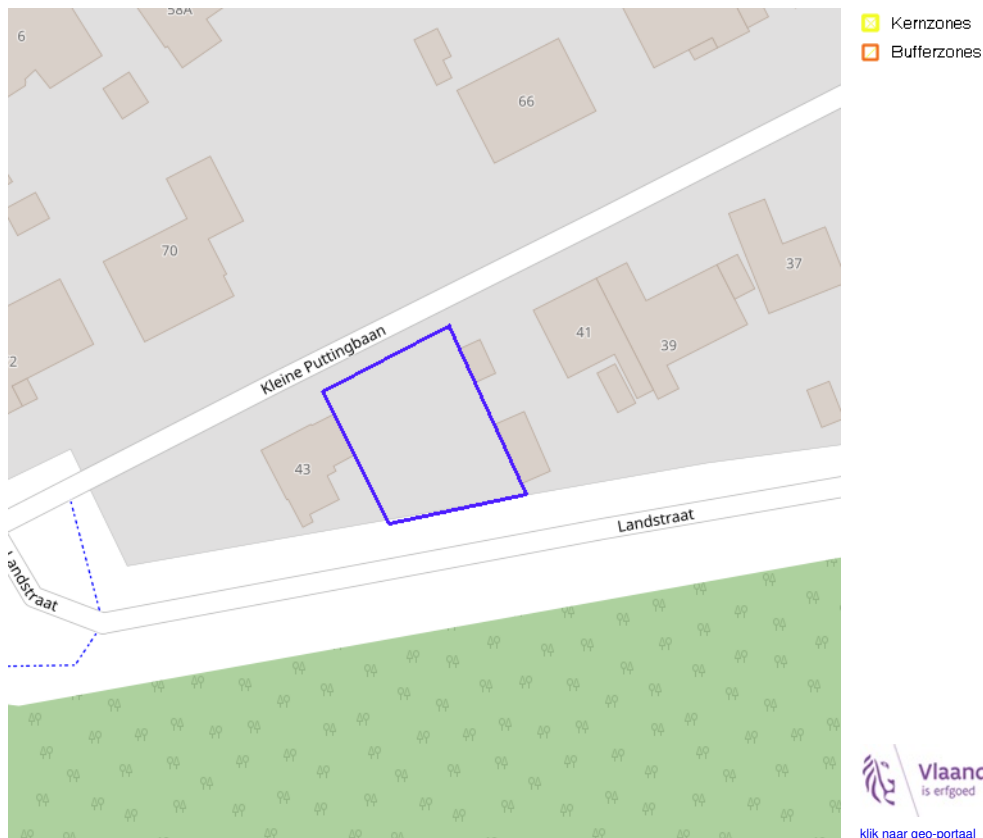 58A
6
Kernzones
Bufferzones
66
70
37
41
39
2
Kleine Puttingbaan
43
Landstraat
Landstraat
Vlaand
is erfgoed
klik naar geo-portaal